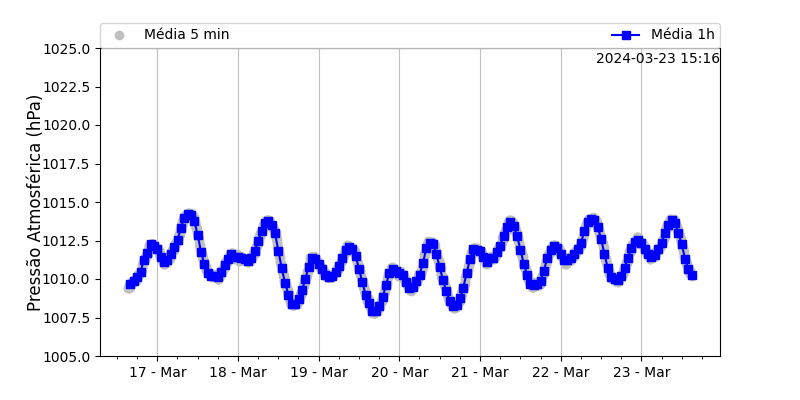 Média 5 min
Média 1h
2024-03-23 15:16
Pressão Atmosférica (hPa)
1025.0
1022.5
1020.0
1017.5
1015.0
1012.5
1010.0
1007.5
1005.0
17 - Mar
18 - Mar
19 - Mar
20 - Mar
21 - Mar
22 - Mar
23 - Mar